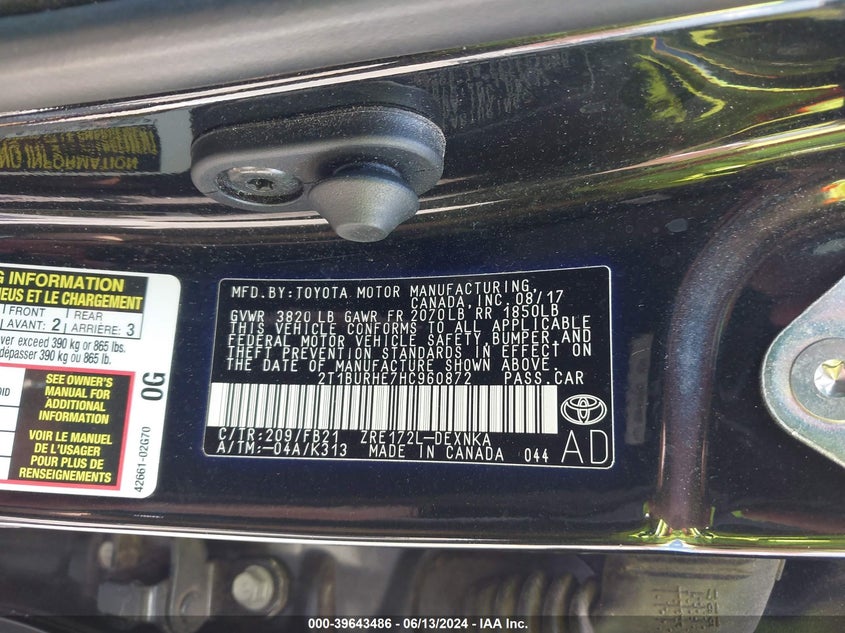 MFD.BY:TOYOTA MOTOR MANUFACTURING,
CANADA, INC. 08/17
GVWR 3820 LB GAWR FR 2070LB RR 1850LB
THIS VEHICLE CONFORMS TO ALL APPLICABLE
FEDERAL MOTOR VEHICLE SAFETY, BUMPER, AND
THEFT PREVENTION STANDARDS IN EFFECT ON
THE DATE OF MANUFACTURE SHOWN ABOVE.
2T1BURHE7HC960872 PASS.CAR
C/TR:209/FB21 ZRE172L-DEXNKA
A/TM:-04A/K313 MADE IN CANADA 044
AD
G INFORMATION
NEUS ET LE CHARGEMENT
FRONT REAR
AVANT: 2 ARRIÈRE: 3
ver exceed 390 kg or 865 lbs.
dépasser 390 kg ou 865 lb.
SEE OWNER'S
MANUAL FOR
ADDITIONAL
INFORMATION
VOIR LE MANUEL
DE L'USAGER
POUR PLUS DE
RENSEIGNEMENTS
0G
42661-02G70
000-39643486 - 06/13/2024 - IAA Inc.